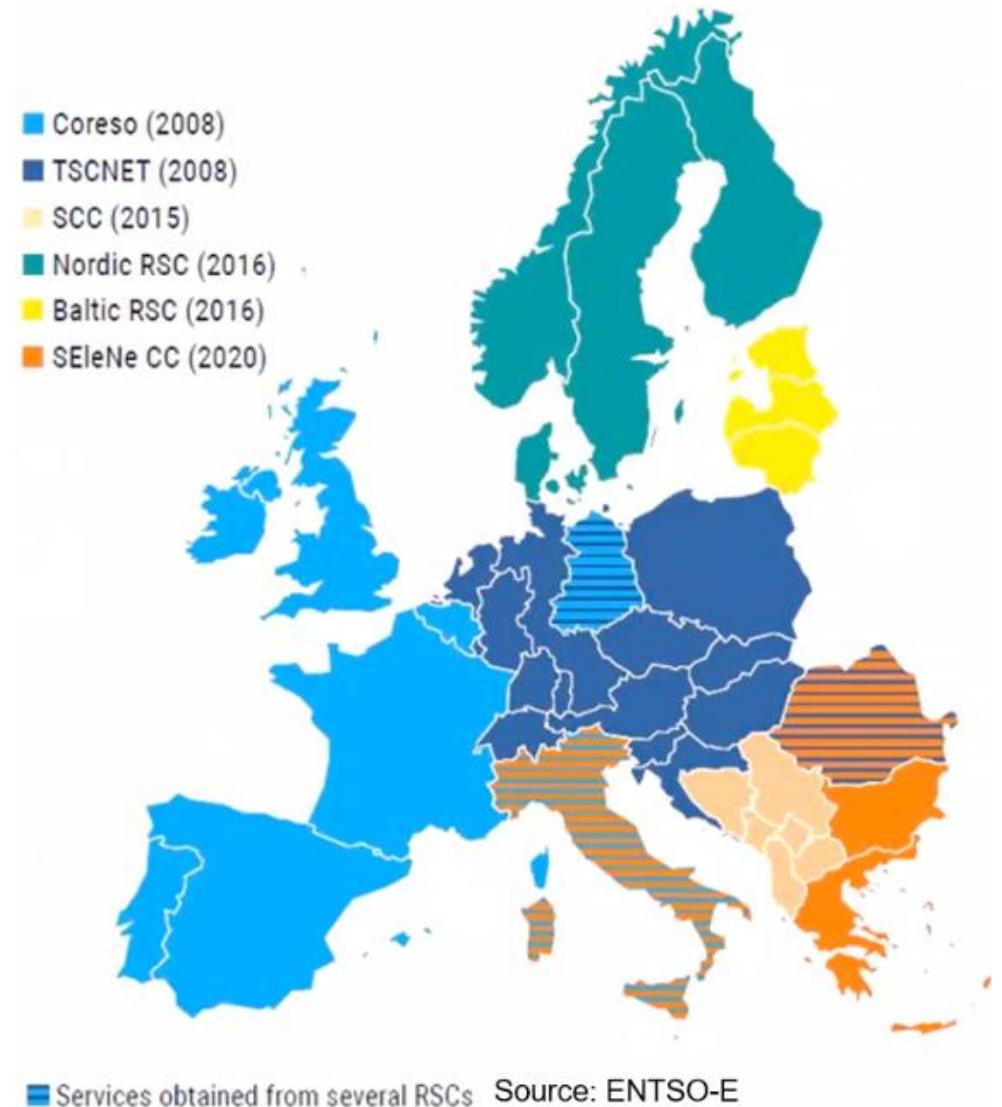 Coreso (2008)
TSCNET (2008)
SCC (2015)
Nordic RSC (2016)
Baltic RSC (2016)
SEleNe CC (2020)
Services obtained from several RSCs Source: ENTSO-E